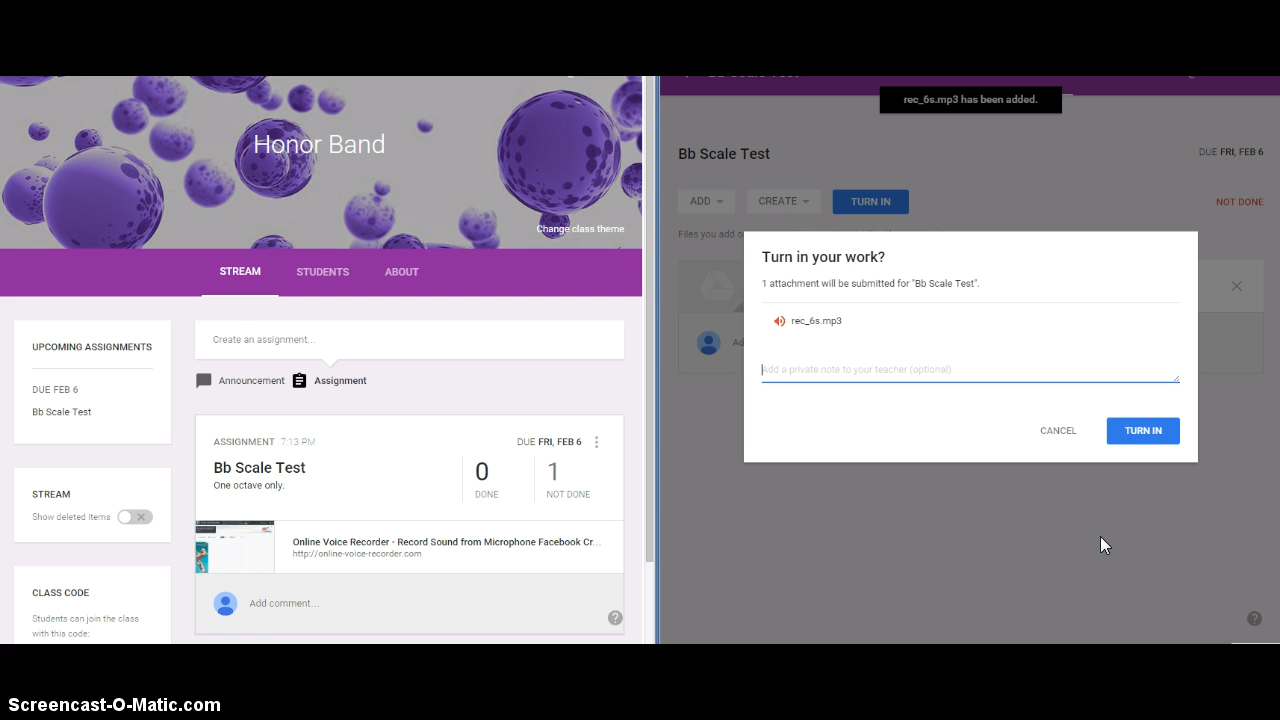 Honor Band
Change class theme
STREAM
STUDENTS
ABOUT
UPCOMING ASSIGNMENTS
DUE FEB 6
Bb Scale Test
STREAM
Show deleted items
CLASS CODE
Students can join the class
with this code:
Create an assignment...
Announcement
Assignment
ASSIGNMENT 7:13 PM
DUE FRI, FEB 6
Bb Scale Test
One octave only.
0
DONE
1
NOT DONE
Online Voice Recorder - Record Sound from Microphone Facebook Cr...
http://online-voice-recorder.com
Add comment...
rec_6s.mp3 has been added.
Bb Scale Test
DUE FRI, FEB 6
ADD
CREATE
TURN IN
NOT DONE
Files you add
Turn in your work?
1 attachment will be submitted for "Bb Scale Test".
rec_6s.mp3
Add a private note to your teacher (optional)
CANCEL
TURN IN
Screencast-O-Matic.com